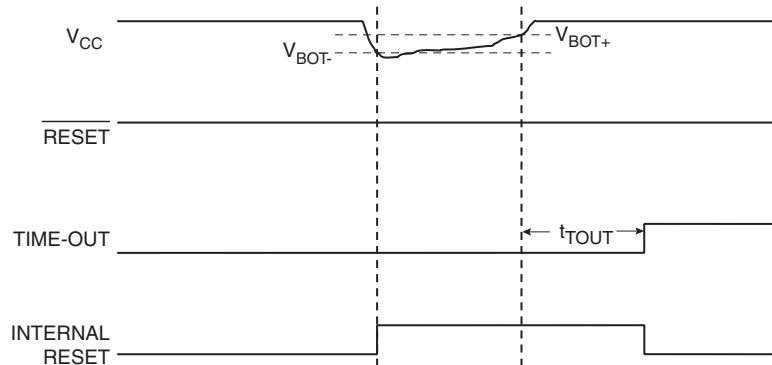 VCC
VBOT-
VBOT+
RESET
TIME-OUT
tTOUT
INTERNAL
RESET